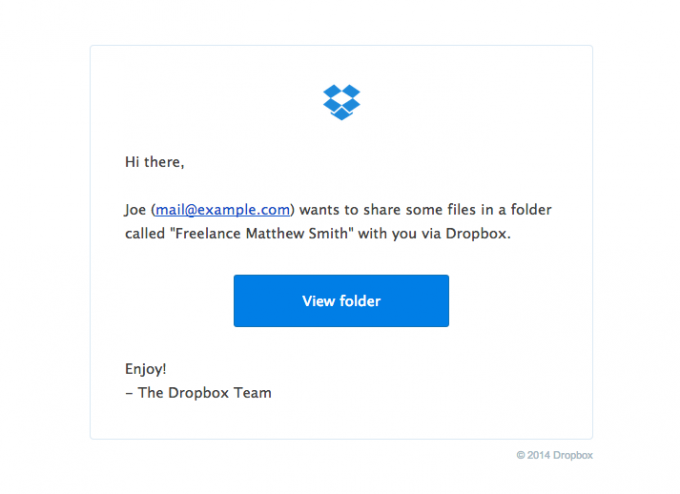 Hi there,
Joe (mail@example.com) wants to share some files in a folder
called "Freelance Matthew Smith" with you via Dropbox.
View folder
Enjoy!
– The Dropbox Team
© 2014 Dropbox